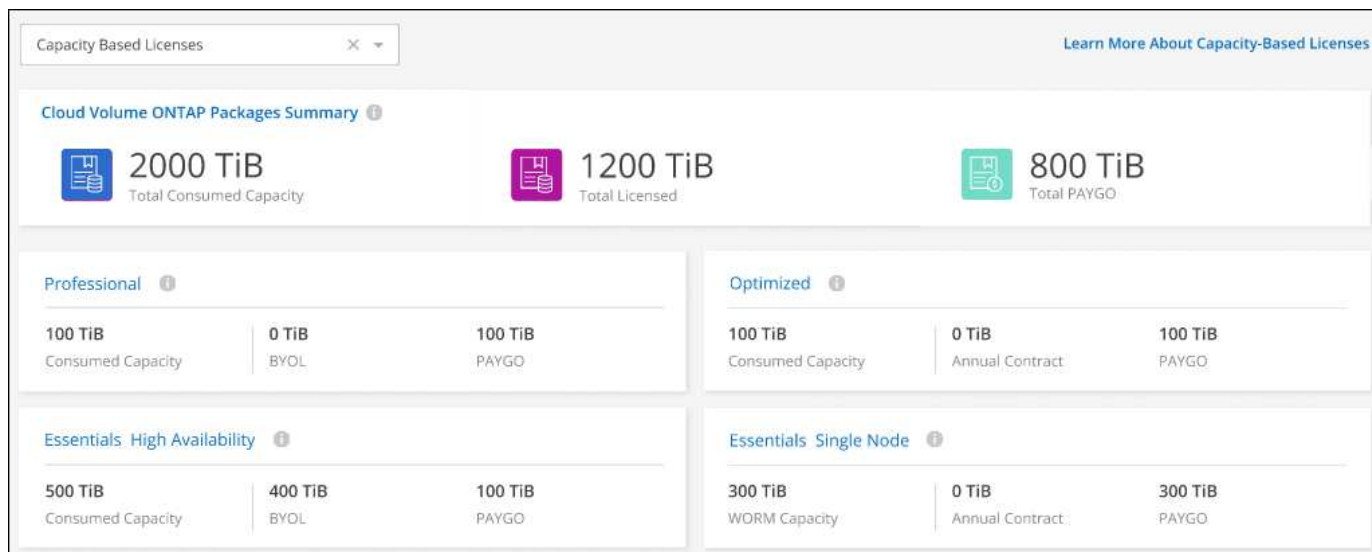 Capacity Based Licenses
Learn More About Capacity-Based Licenses
Cloud Volume ONTAP Packages Summary
2000 TiB
Total Consumed Capacity
1200 TiB
Total Licensed
800 TiB
Total PAYGO
Professional
100 TiB
Consumed Capacity
0 TiB
BYOL
100 TiB
PAYGO
Optimized
100 TiB
Consumed Capacity
0 TiB
Annual Contract
100 TiB
PAYGO
Essentials High Availability
500 TiB
Consumed Capacity
400 TiB
BYOL
100 TiB
PAYGO
Essentials Single Node
300 TiB
WORM Capacity
0 TiB
Annual Contract
300 TiB
PAYGO